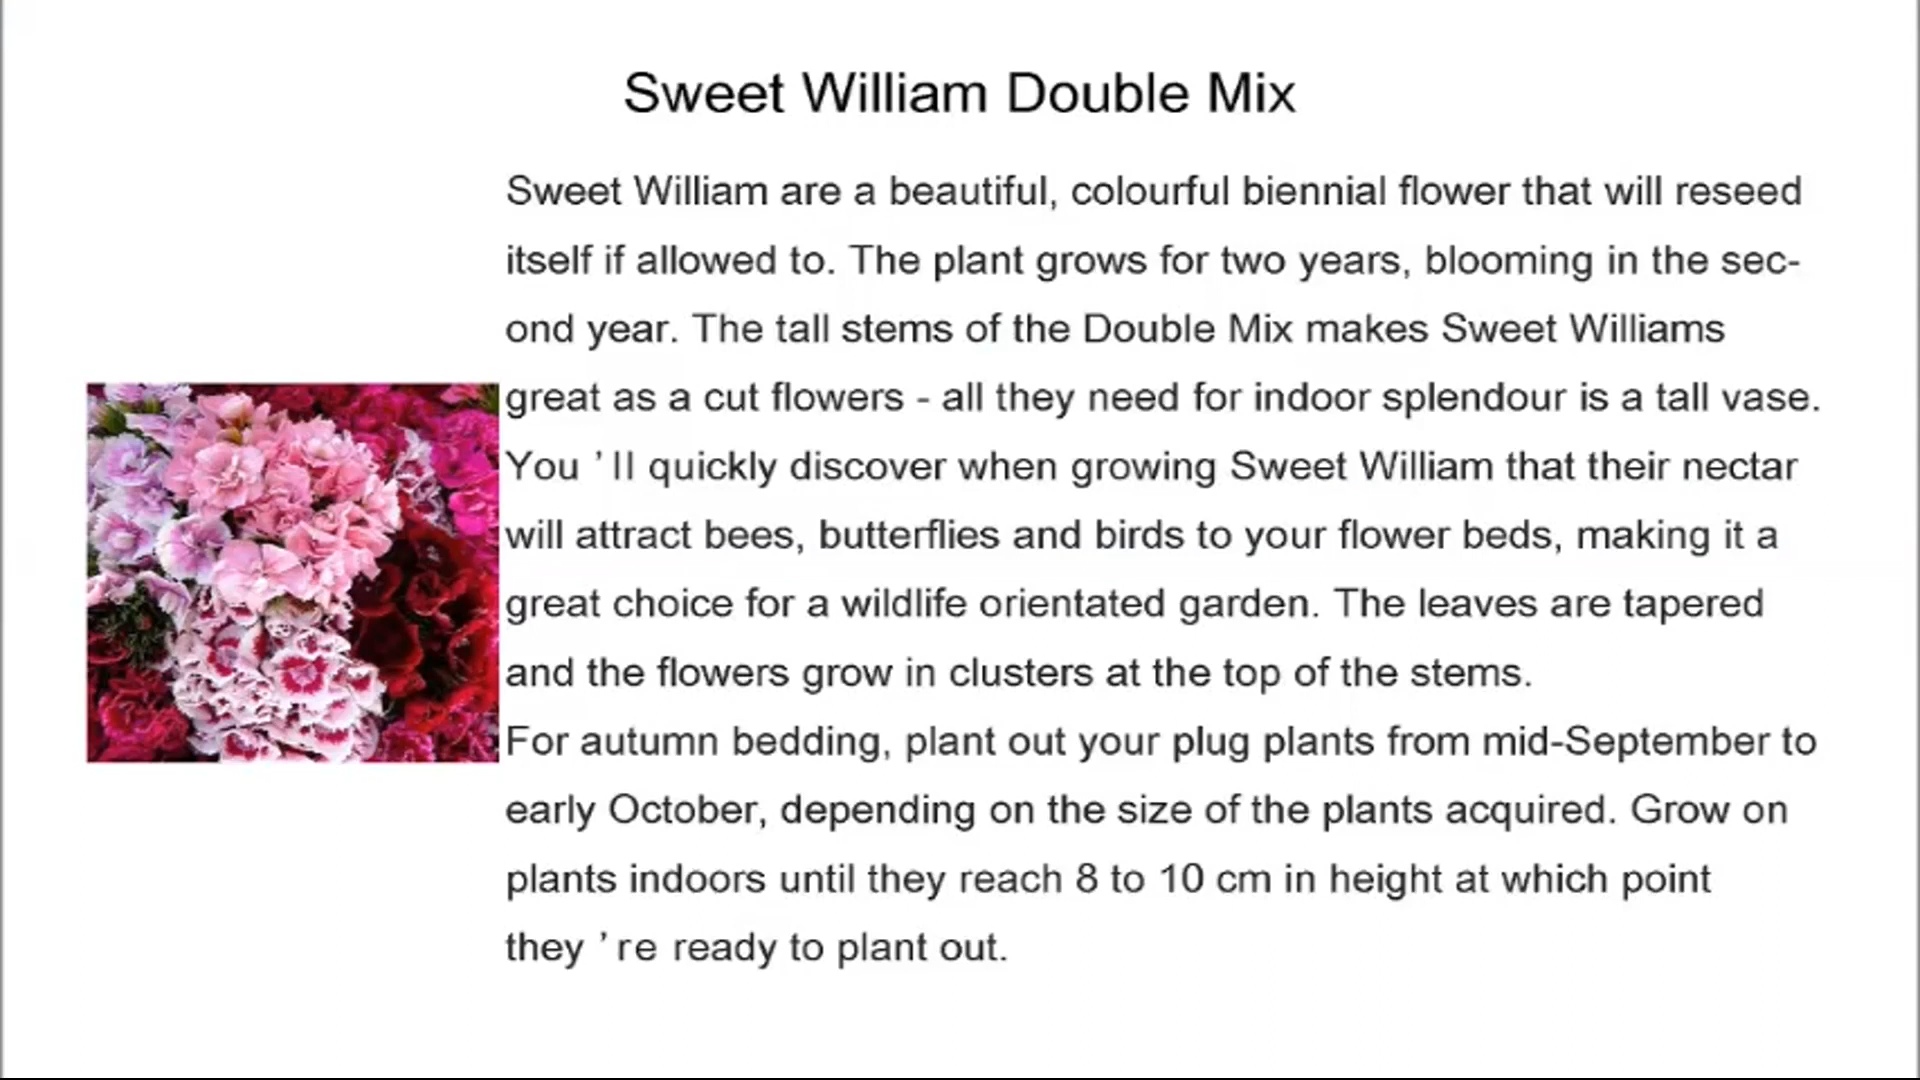 Sweet William Double Mix
Sweet William are a beautiful, colourful biennial flower that will reseed
itself if allowed to. The plant grows for two years, blooming in the sec-
ond year. The tall stems of the Double Mix makes Sweet Williams
great as a cut flowers - all they need for indoor splendour is a tall vase.
You ’ll quickly discover when growing Sweet William that their nectar
will attract bees, butterflies and birds to your flower beds, making it a
great choice for a wildlife orientated garden. The leaves are tapered
and the flowers grow in clusters at the top of the stems.
For autumn bedding, plant out your plug plants from mid-September to
early October, depending on the size of the plants acquired. Grow on
plants indoors until they reach 8 to 10 cm in height at which point
they ’re ready to plant out.